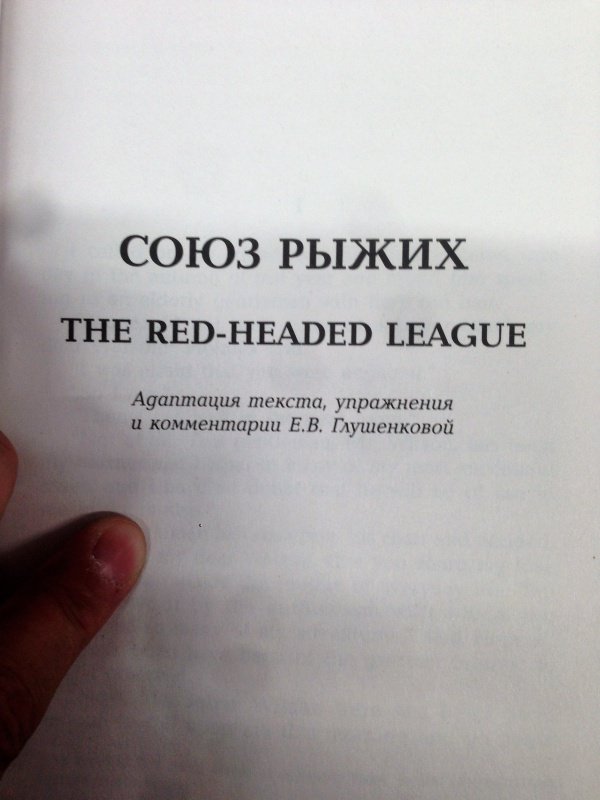 СОЮЗ РЫЖИХ
THE RED-HEADED LEAGUE
Адаптация текста, упражнения
и комментарии Е.В. Глушенковой